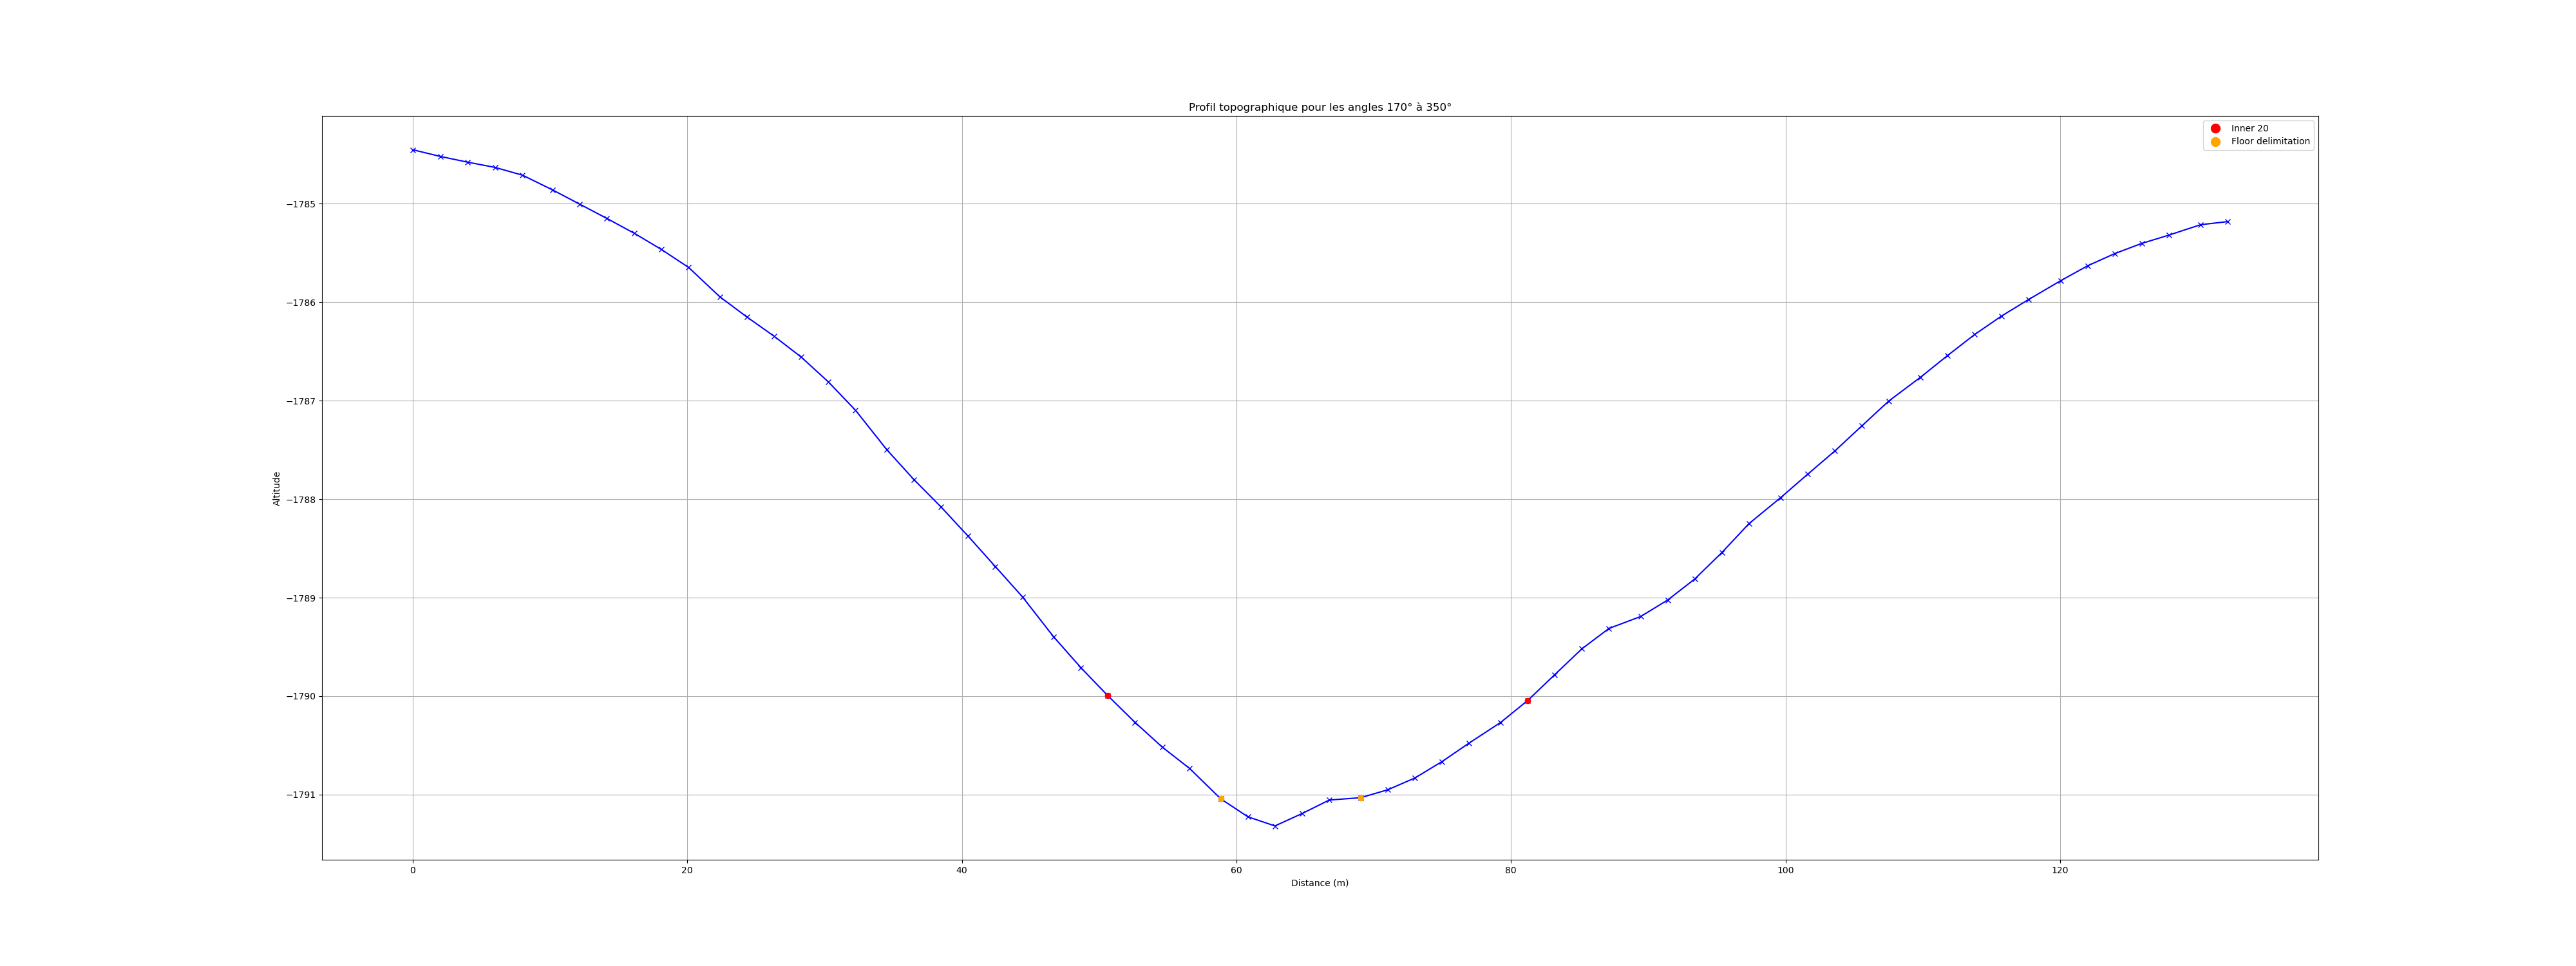 Profil topographique pour les angles 170° à 350°
Inner 20
Floor delimitation
Altitude
−1785
−1786
−1787
−1788
−1789
−1790
−1791
0 20 40 60 80 100 120
Distance (m)